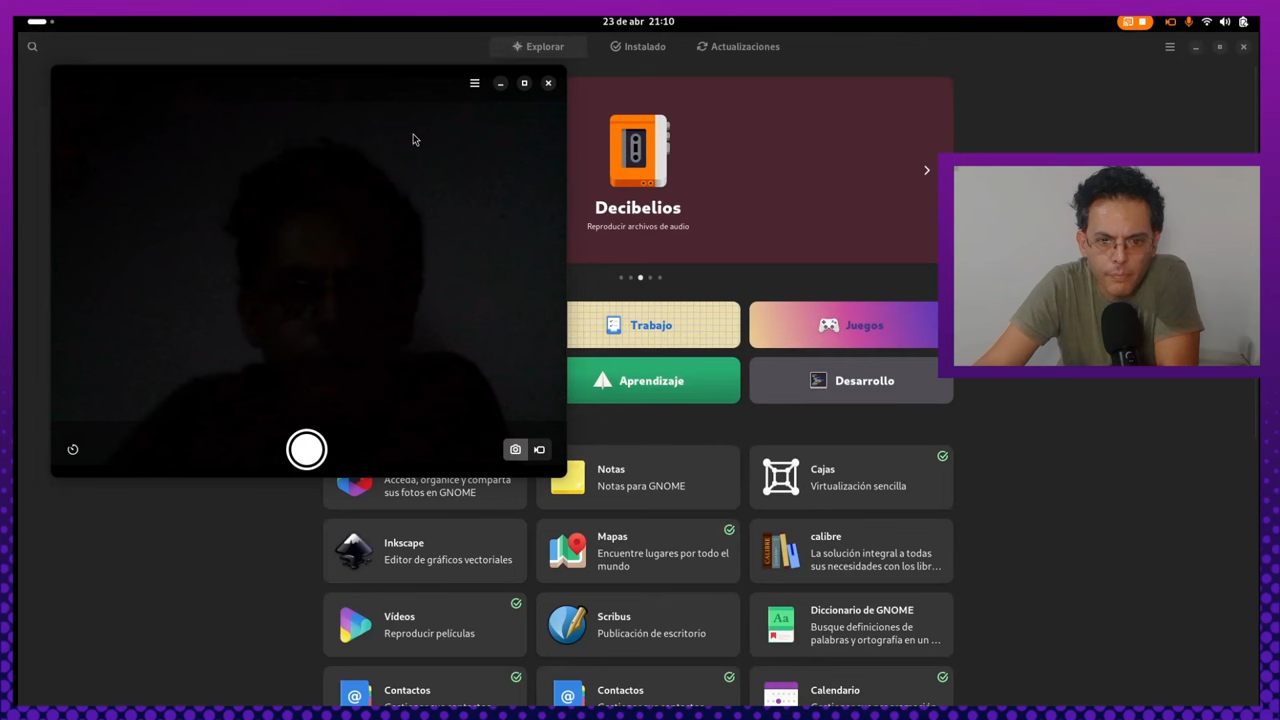 23 de abr 21:10
Explorar
Instalado
Actualizaciones
Decibelios
Reproducir archivos de audio
Trabajo
Juegos
Aprendizaje
Desarrollo
Acceda, organice y comparta
sus fotos en GNOME
Notas
Notas para GNOME
Cajas
Virtualización sencilla
Inkscape
Editor de gráficos vectoriales
Mapas
Encuentre lugares por todo el
mundo
CALIBRE
calibre
La solución integral a todas
sus necesidades con los libr...
Vídeos
Reproducir películas
Scribus
Publicación de escritorio
Aa
Diccionario de GNOME
Busque definiciones de
palabras y ortografía en un ...
@
Contactos
@
Contactos
Calendario